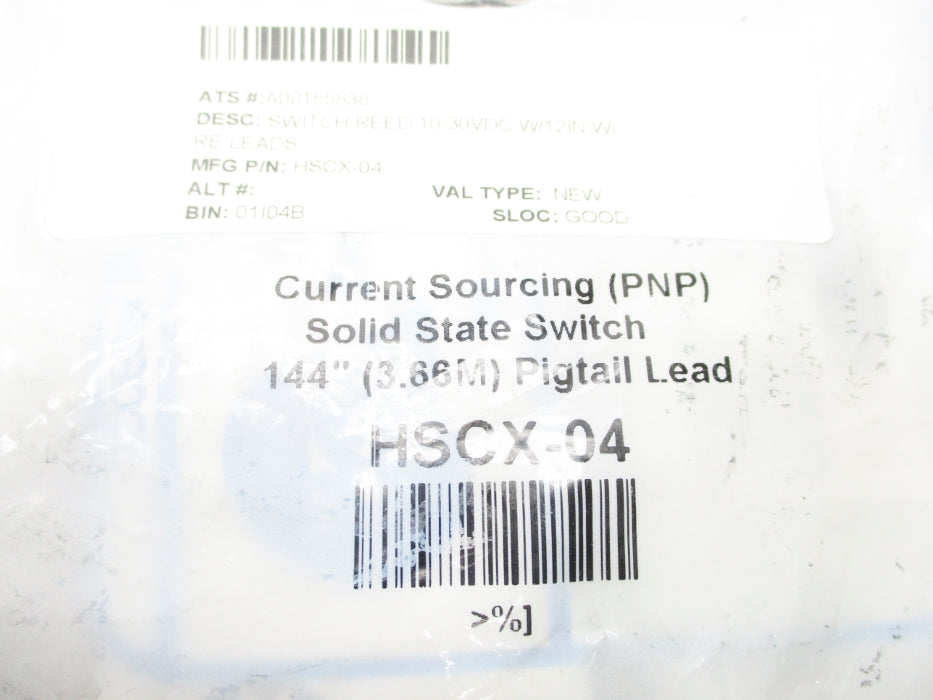 ATS #:A00185838
DESC: SWITCH REED 10-30VDC W/12IN WI
RE LEADS
MFG P/N: HSCX-04
ALT #:
VAL TYPE: NEW
BIN: 01I04B
SLOC: GOOD
Current Sourcing (PNP)
Solid State Switch
144" (3.66M) Pigtail Lead
HSCX-04
>%]